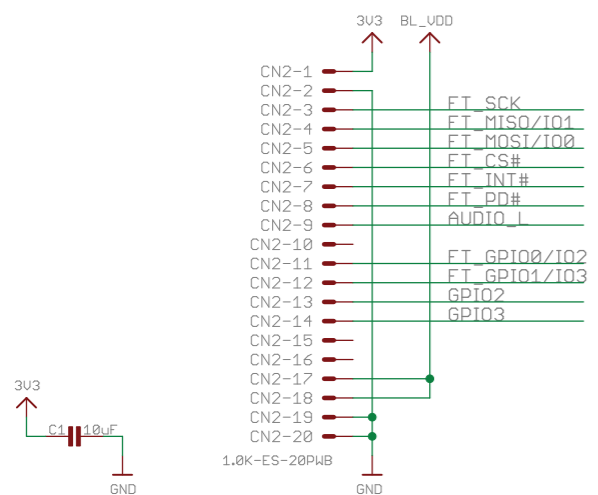 3V3 BL_VDD
CN2-1
CN2-2
CN2-3 FT_SCK
CN2-4 FT_MISO/IO1
CN2-5 FT_MOSI/IO0
CN2-6 FT_CS#
CN2-7 FT_INT#
CN2-8 FT_PD#
CN2-9 AUDIO_L
CN2-10
CN2-11 FT_GPIO0/IO2
CN2-12 FT_GPIO1/IO3
CN2-13 GPIO2
CN2-14 GPIO3
CN2-15
CN2-16
CN2-17
3V3
CN2-18
CN2-19
C1 10uF
CN2-20
1.0K-ES-20PWB
GND GND